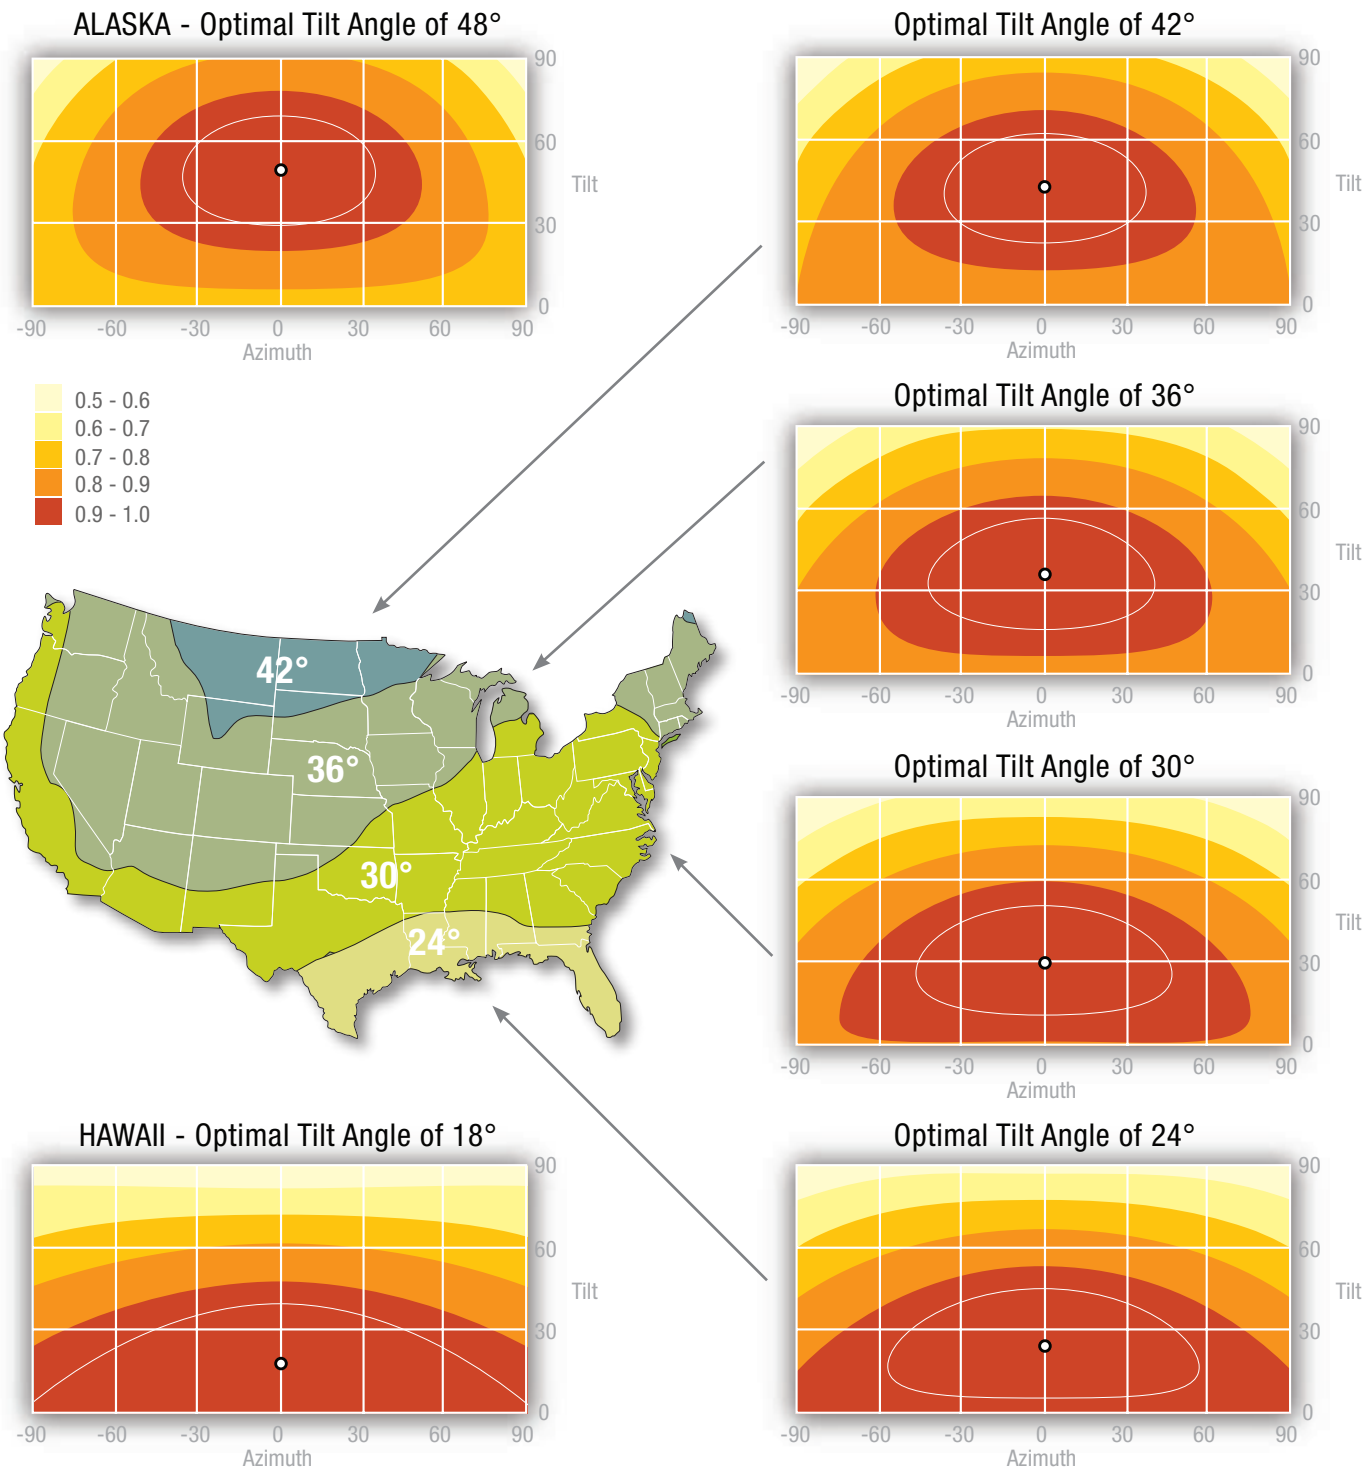 ALASKA - Optimal Tilt Angle of 48°
90
60
Tilt
30
0
-90 -60 -30 0 30 60 90
Azimuth
Optimal Tilt Angle of 42°
90
60
Tilt
30
0
-90 -60 -30 0 30 60 90
Azimuth
0.5 - 0.6
0.6 - 0.7
0.7 - 0.8
0.8 - 0.9
0.9 - 1.0
Optimal Tilt Angle of 36°
90
60
Tilt
30
0
-90 -60 -30 0 30 60 90
Azimuth
42°
36°
30°
24°
Optimal Tilt Angle of 30°
90
60
Tilt
30
0
-90 -60 -30 0 30 60 90
Azimuth
HAWAII - Optimal Tilt Angle of 18°
90
60
Tilt
30
0
-90 -60 -30 0 30 60 90
Azimuth
Optimal Tilt Angle of 24°
90
60
Tilt
30
0
-90 -60 -30 0 30 60 90
Azimuth